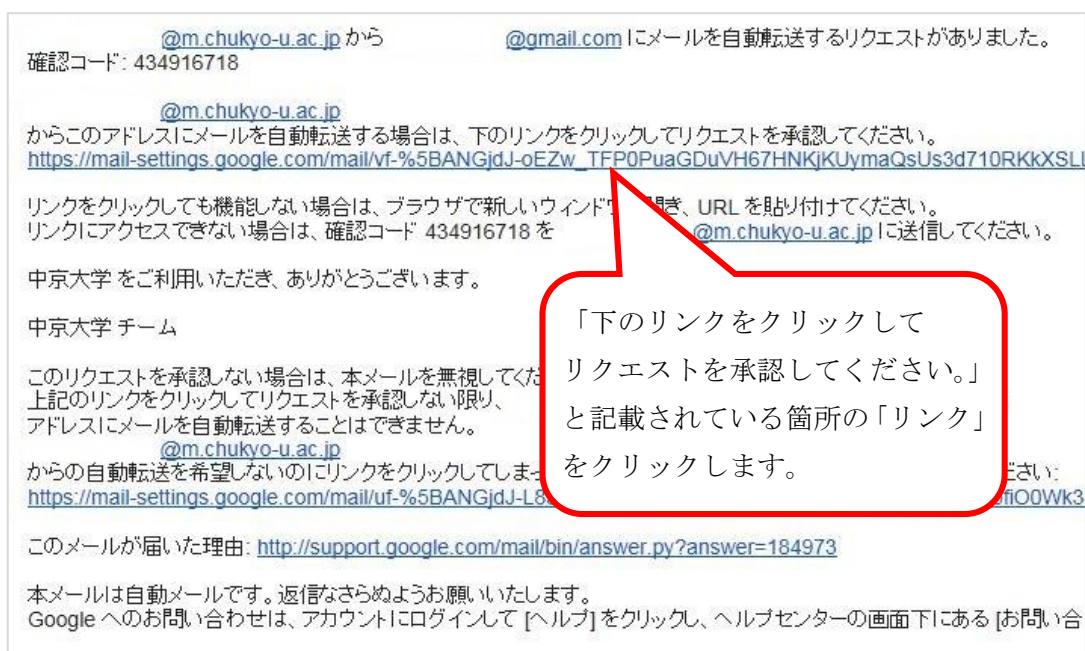 @m.chukyo-u.ac.jp から @gmail.com にメールを自動転送するリクエストがありました。
確認コード: 434916718
@m.chukyo-u.ac.jp
からこのアドレスにメールを自動転送する場合は、下のリンクをクリックしてリクエストを承認してください。
https://mail-settings.google.com/mail/vf-%5BANGjdJ-oEZw_TFP0PuaGDuVH67HNKjKUymaQsUs3d710RKkXSLL
リンクをクリックしても機能しない場合は、ブラウザで新しいウィンドウ 開き、URL を貼り付けてください。
リンクにアクセスできない場合は、確認コード 434916718 を @m.chukyo-u.ac.jp に送信してください。
中京大学 をご利用いただき、ありがとうございます。
中京大学 チーム
このリクエストを承認しない場合は、本メールを無視してくだ
上記のリンクをクリックしてリクエストを承認しない限り、
アドレスにメールを自動転送することはできません。
@m.chukyo-u.ac.jp
からの自動転送を希望しないのにリンクをクリックしてしまっ ださい:
https://mail-settings.google.com/mail/uf-%5BANGjdJ-L8 fiO0Wk3
このメールが届いた理由: http://support.google.com/mail/bin/answer.py?answer=184973
本メールは自動メールです。返信なさらぬようお願いいたします。
Google へのお問い合わせは、アカウントにログインして [ヘルプ] をクリックし、ヘルプセンターの画面下にある [お問い合
「下のリンクをクリックして
リクエストを承認してください。」
と記載されている箇所の「リンク」
をクリックします。